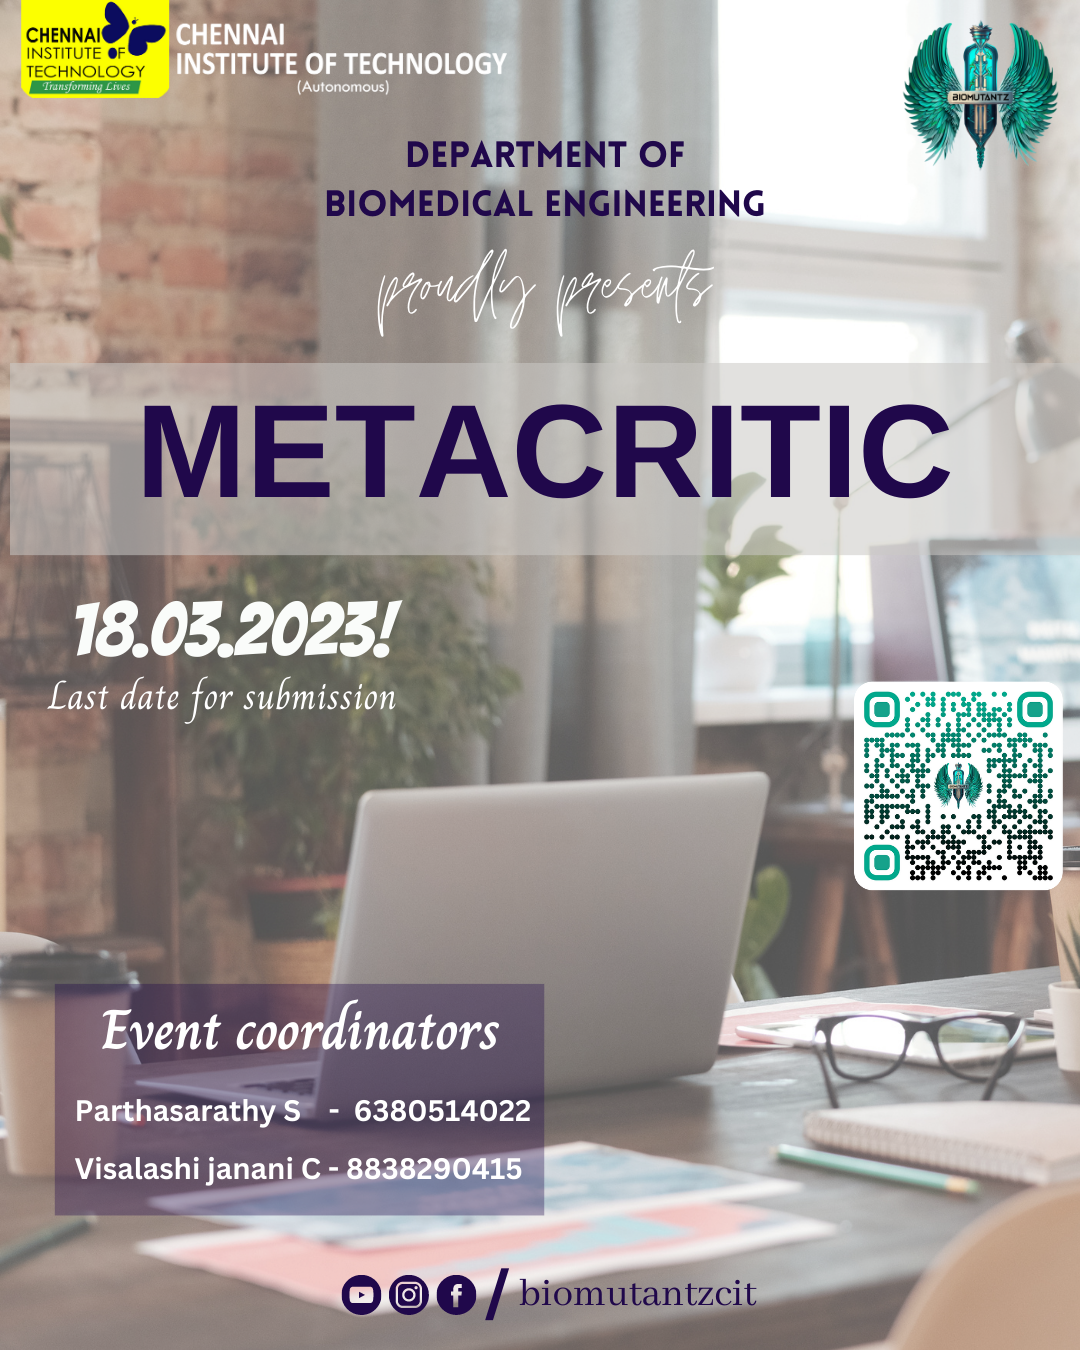 CHENNAI
INSTITUTE OF
TECHNOLOGY
Transforming Lives
CHENNAI
INSTITUTE OF TECHNOLOGY
(Autonomous)
BIOMUTANTZ
DEPARTMENT OF
BIOMEDICAL ENGINEERING
proudly presents
METACRITIC
18.03.2023!
Last date for submission
Event coordinators
Parthasarathy S - 6380514022
Visalashi janani C - 8838290415
/ biomutantzcit